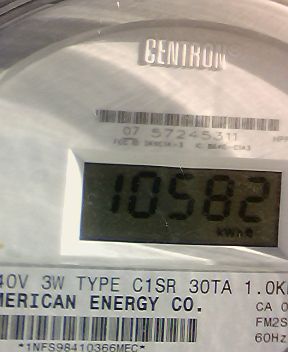 CENTRON®
07 57245311
10582
kWh
40V 3W TYPE C1SR 30TA 1.0K
MERICAN ENERGY CO.
CA 0
FM2S
60Hz
*1NFS98410366MEC*